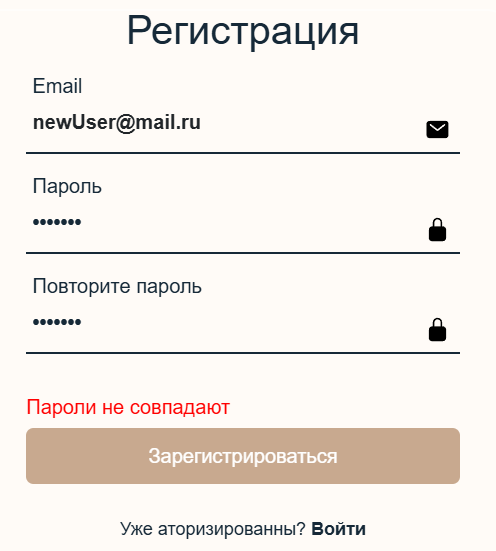 Регистрация
Email
newUser@mail.ru
Пароль
•••••••
Повторите пароль
•••••••
Пароли не совпадают
Зарегистрироваться
Уже аторизированны? Войти